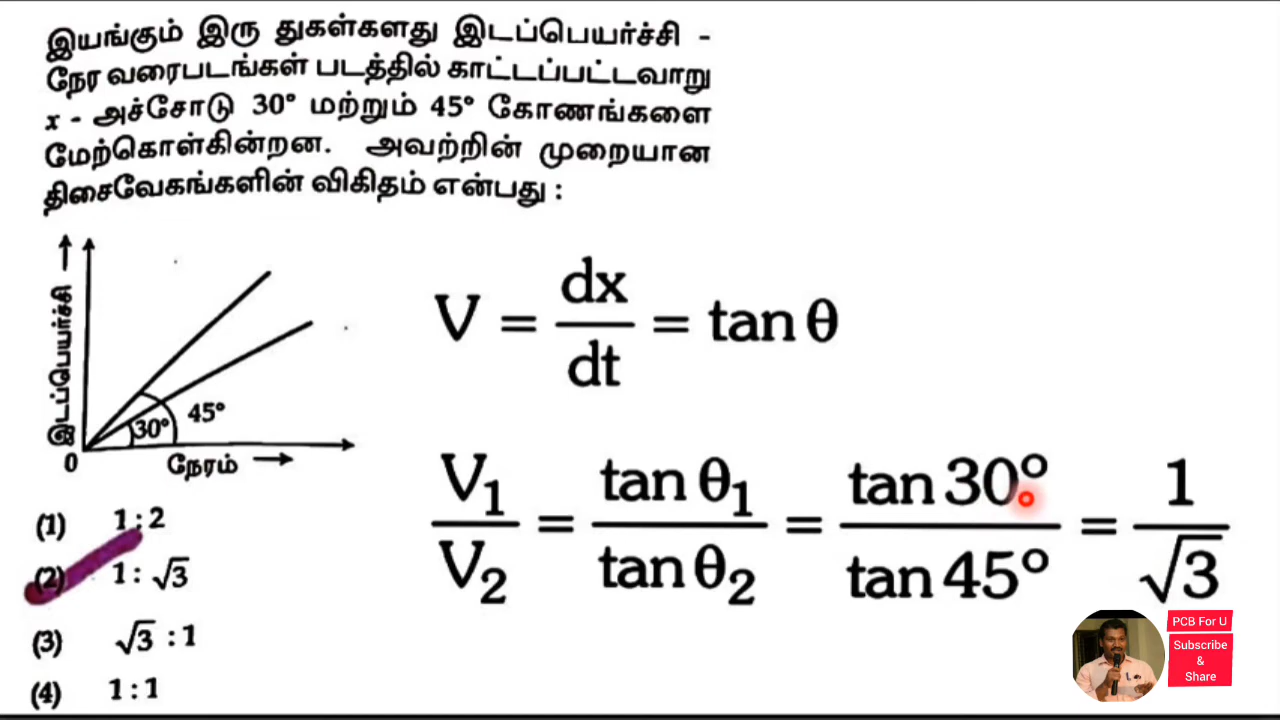 இயங்கும் இரு துகள்களது இடப்பெயர்ச்சி -
நேர வரைபடங்கள் படத்தில் காட்டப்பட்டவாறு
x - அச்சோடு 30° மற்றும் 45° கோணங்களை
மேற்கொள்கின்றன. அவற்றின் முறையான
திசைவேகங்களின் விகிதம் என்பது :
இடப்பெயர்ச்சி
45°
30°
0
நேரம்
(1) 1 : 2
(2) 1 : √3
(3) √3 : 1
(4) 1 : 1
V = dx/dt = tan θ
V₁/V₂ = tan θ₁/tan θ₂ = tan 30°/tan 45° = 1/√3
PCB For U
Subscribe
&
Share